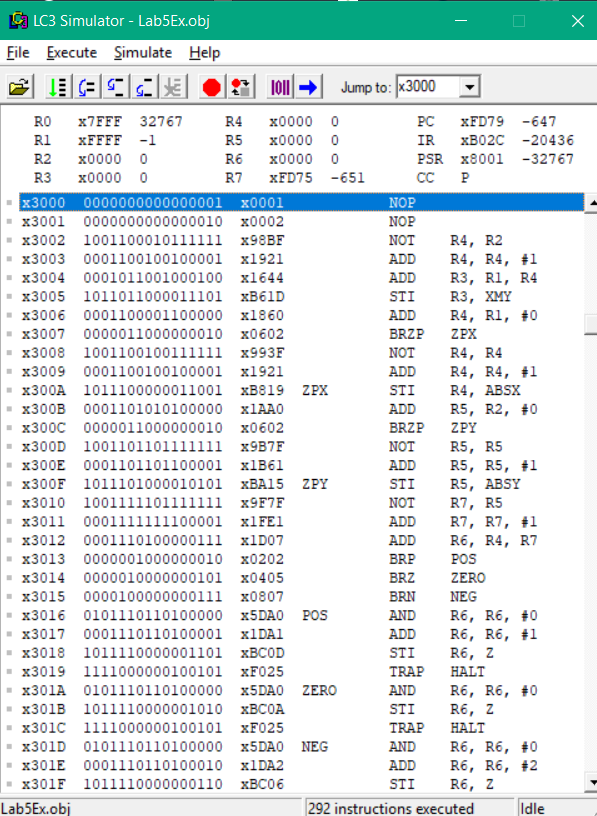 LC3 Simulator - Lab5Ex.obj
File Execute Simulate Help
Jump to: x3000
R0 x7FFF 32767 R4 x0000 0 PC xFD79 -647
R1 xFFFF -1 R5 x0000 0 IR xB02C -20436
R2 x0000 0 R6 x0000 0 PSR x8001 -32767
R3 x0000 0 R7 xFD75 -651 CC P
x3000 0000000000000001 x0001 NOP
x3001 0000000000000010 x0002 NOP
x3002 1001100010111111 x98BF NOT R4, R2
x3003 0001100100100001 x1921 ADD R4, R4, #1
x3004 0001011001000100 x1644 ADD R3, R1, R4
x3005 1011011000011101 xB61D STI R3, XMY
x3006 0001100001100000 x1860 ADD R4, R1, #0
x3007 0000011000000010 x0602 BRZP ZPX
x3008 1001100100111111 x993F NOT R4, R4
x3009 0001100100100001 x1921 ADD R4, R4, #1
x300A 1011100000011001 xB819 ZPX STI R4, ABSX
x300B 0001101010100000 x1AA0 ADD R5, R2, #0
x300C 0000011000000010 x0602 BRZP ZPY
x300D 1001101101111111 x9B7F NOT R5, R5
x300E 0001101101100001 x1B61 ADD R5, R5, #1
x300F 1011101000010101 xBA15 ZPY STI R5, ABSY
x3010 1001111101111111 x9F7F NOT R7, R5
x3011 0001111111100001 x1FE1 ADD R7, R7, #1
x3012 0001110100000111 x1D07 ADD R6, R4, R7
x3013 0000001000000010 x0202 BRP POS
x3014 0000010000000101 x0405 BRZ ZERO
x3015 0000100000000111 x0807 BRN NEG
x3016 0101110110100000 x5DA0 POS AND R6, R6, #0
x3017 0001110110100001 x1DA1 ADD R6, R6, #1
x3018 1011110000001101 xBC0D STI R6, Z
x3019 1111000000100101 xF025 TRAP HALT
x301A 0101110110100000 x5DA0 ZERO AND R6, R6, #0
x301B 1011110000001010 xBC0A STI R6, Z
x301C 1111000000100101 xF025 TRAP HALT
x301D 0101110110100000 x5DA0 NEG AND R6, R6, #0
x301E 0001110110100010 x1DA2 ADD R6, R6, #2
x301F 1011110000000110 xBC06 STI R6, Z
Lab5Ex.obj 292 instructions executed Idle